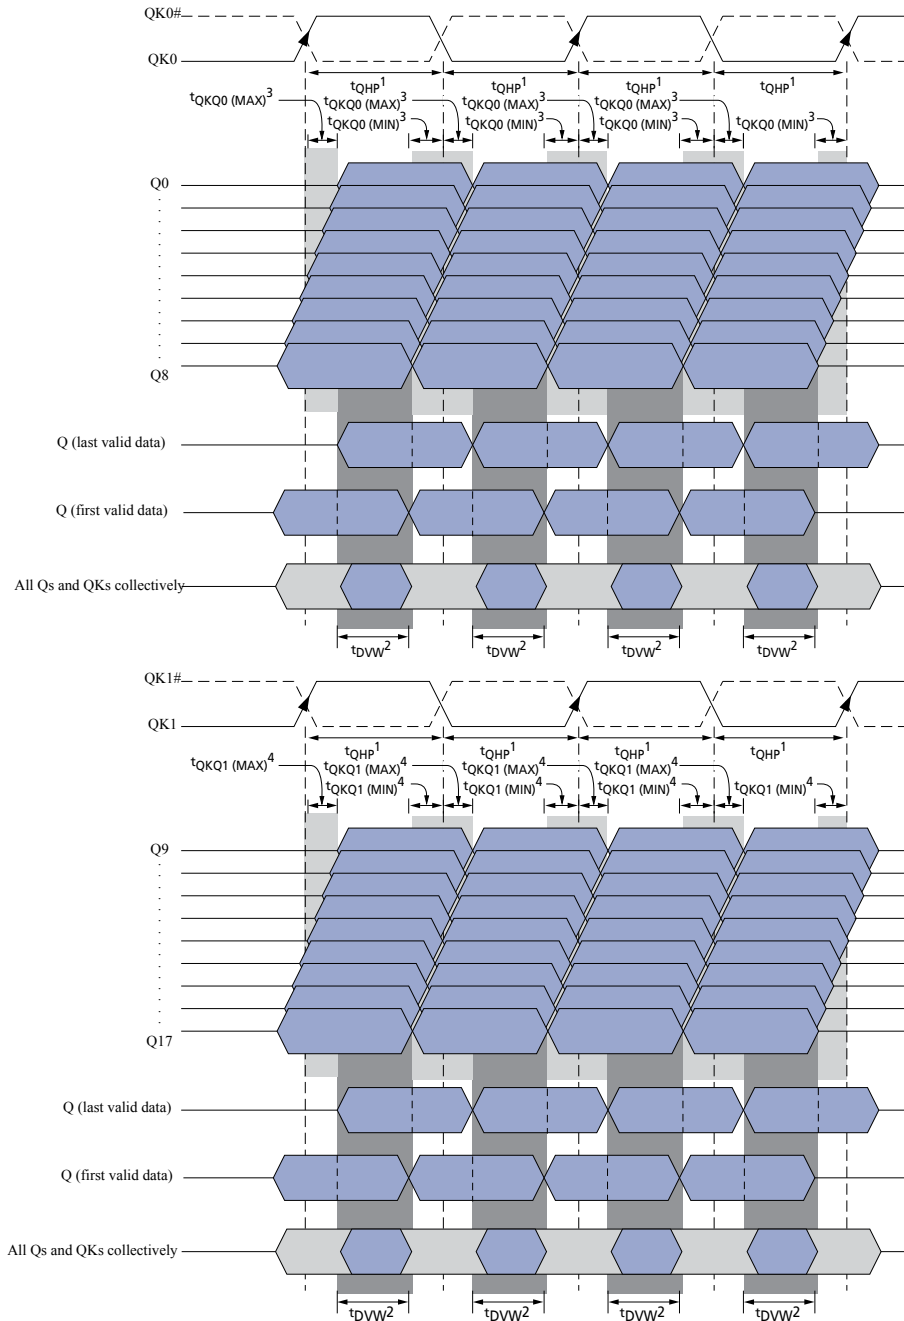 QK0#
QK0
tQHP1 tQHP1 tQHP1 tQHP1
tQKQ0 (MAX)3 tQKQ0 (MAX)3 tQKQ0 (MAX)3 tQKQ0 (MAX)3
tQKQ0 (MIN)3 tQKQ0 (MIN)3 tQKQ0 (MIN)3 tQKQ0 (MIN)3
Q0
Q8
Q (last valid data)
Q (first valid data)
All Qs and QKs collectively
tDVW2 tDVW2 tDVW2 tDVW2
QK1#
QK1
tQHP1 tQHP1 tQHP1 tQHP1
tQKQ1 (MAX)4 tQKQ1 (MAX)4 tQKQ1 (MAX)4 tQKQ1 (MAX)4
tQKQ1 (MIN)4 tQKQ1 (MIN)4 tQKQ1 (MIN)4 tQKQ1 (MIN)4
Q9
Q17
Q (last valid data)
Q (first valid data)
All Qs and QKs collectively
tDVW2 tDVW2 tDVW2 tDVW2